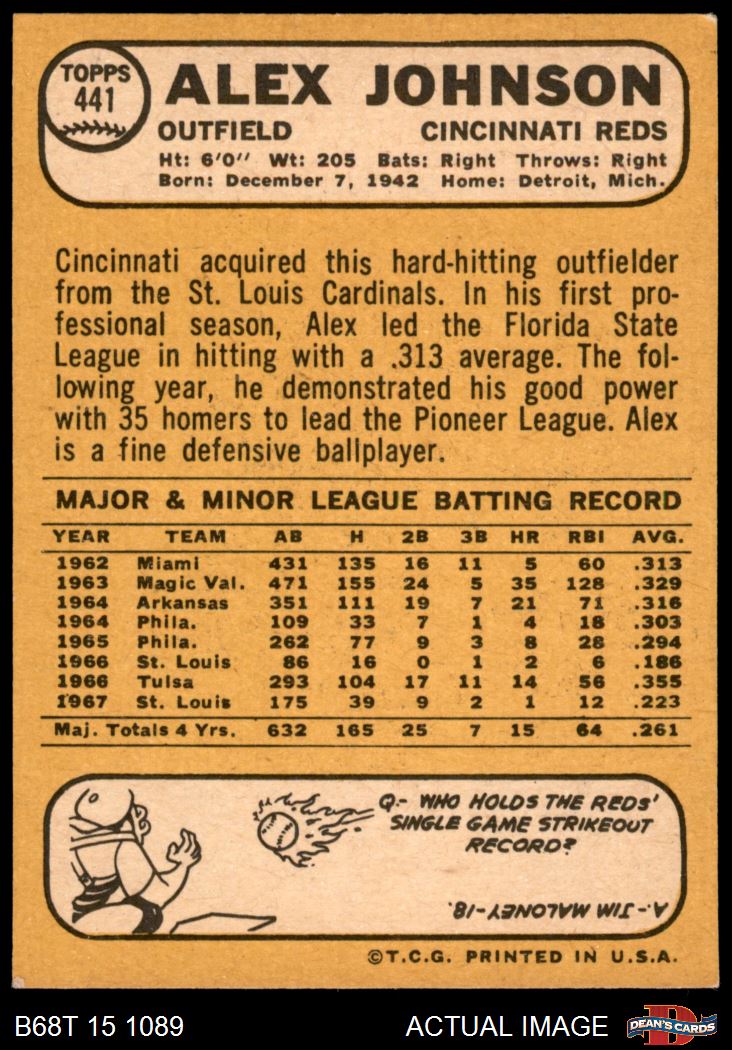 TOPPS
441
ALEX JOHNSON
OUTFIELD CINCINNATI REDS
Ht: 6'0" Wt: 205 Bats: Right Throws: Right
Born: December 7, 1942 Home: Detroit, Mich.
Cincinnati acquired this hard-hitting outfielder
from the St. Louis Cardinals. In his first pro-
fessional season, Alex led the Florida State
League in hitting with a .313 average. The fol-
lowing year, he demonstrated his good power
with 35 homers to lead the Pioneer League. Alex
is a fine defensive ballplayer.
MAJOR & MINOR LEAGUE BATTING RECORD
YEAR TEAM AB H 2B 3B HR RBI AVG.
1962 Miami 431 135 16 11 5 60 .313
1963 Magic Val. 471 155 24 5 35 128 .329
1964 Arkansas 351 111 19 7 21 71 .316
1964 Phila. 109 33 7 1 4 18 .303
1965 Phila. 262 77 9 3 8 28 .294
1966 St. Louis 86 16 0 1 2 6 .186
1966 Tulsa 293 104 17 11 14 56 .355
1967 St. Louis 175 39 9 2 1 12 .223
Maj. Totals 4 Yrs. 632 165 25 7 15 64 .261
Q.- WHO HOLDS THE REDS'
SINGLE GAME STRIKEOUT
RECORD?
A.- JIM MALONEY-18.
©T.C.G. PRINTED IN U.S.A.
B68T 15 1089 ACTUAL IMAGE D DEAN'S CARDS